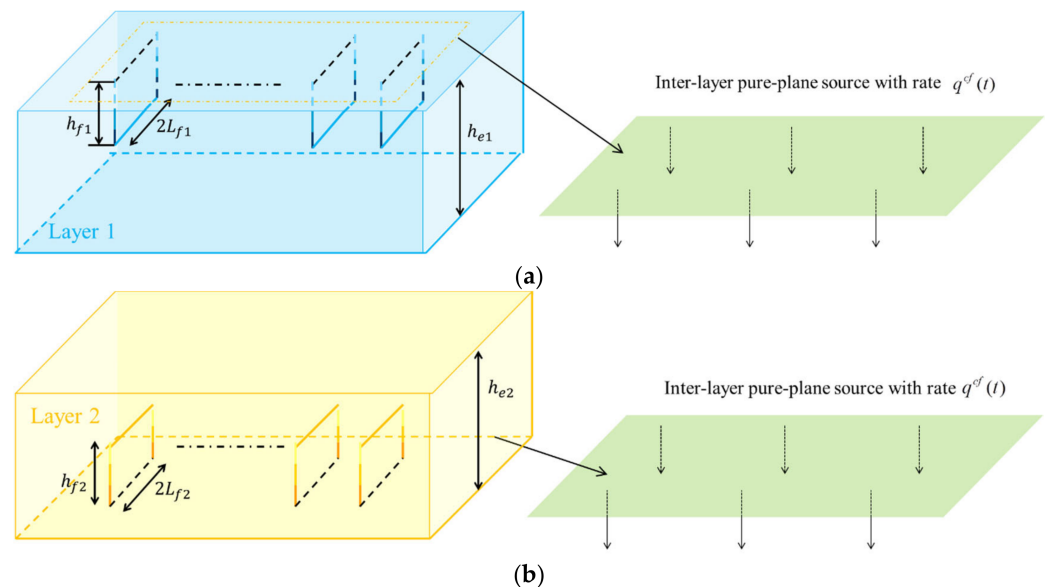 Inter-layer pure-plane source with rate q^{cf}(t)
h_{f1}
2L_{f1}
h_{e1}
Layer 1
(a)
h_{e2}
Inter-layer pure-plane source with rate q^{cf}(t)
Layer 2
h_{f2}
2L_{f2}
(b)